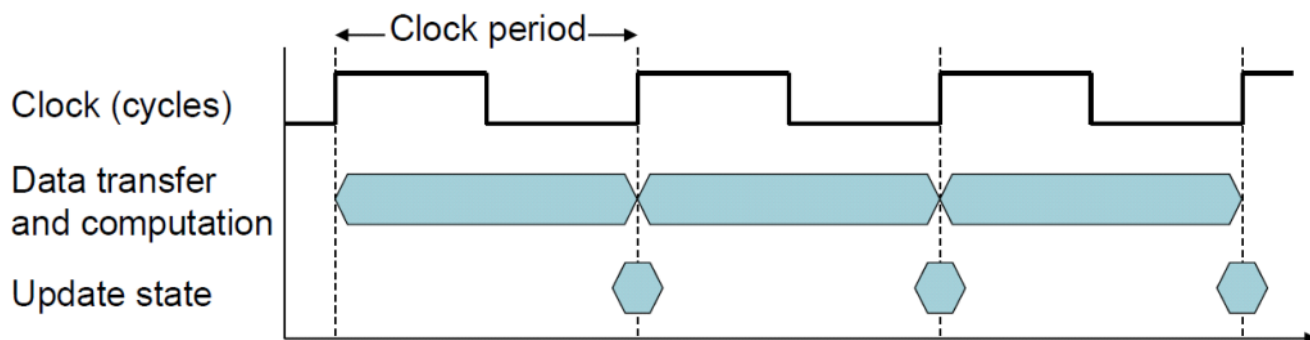 Clock period
Clock (cycles)
Data transfer
and computation
Update state